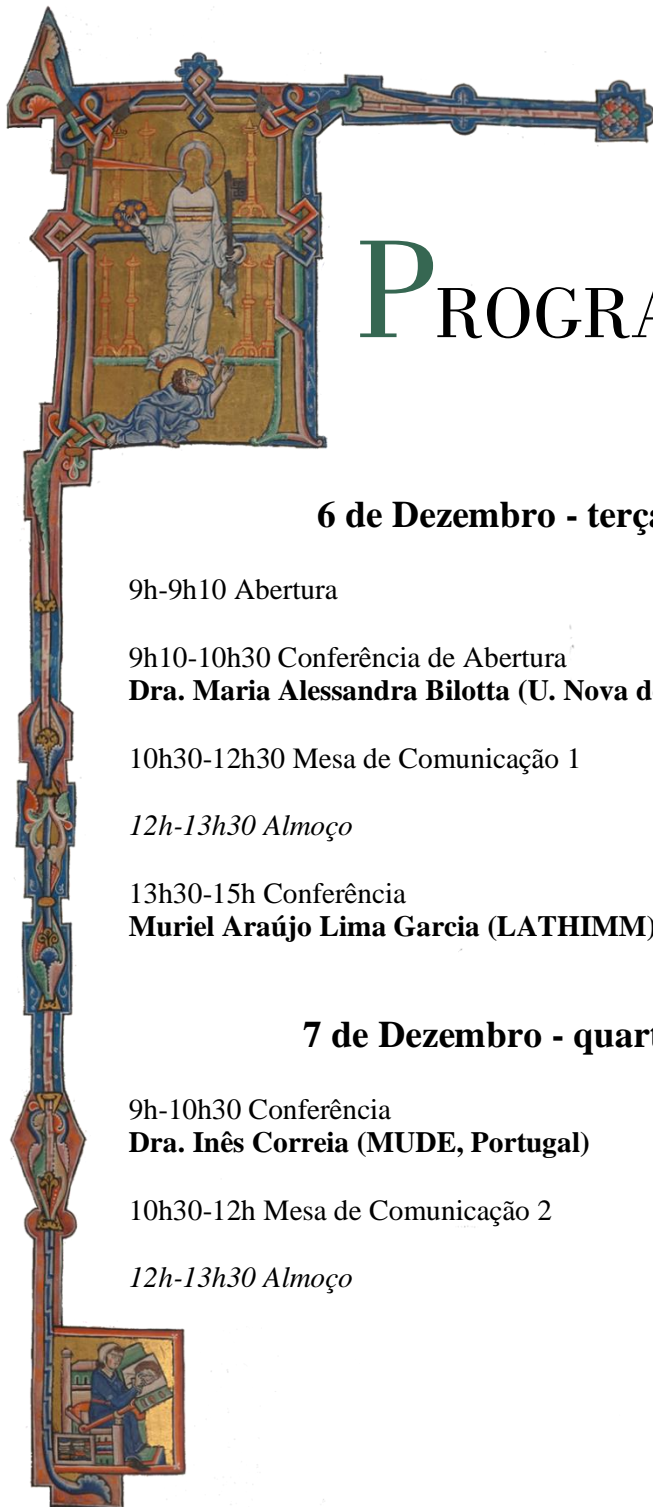 PROGRA
6 de Dezembro - terça
9h-9h10 Abertura
9h10-10h30 Conferência de Abertura
Dra. Maria Alessandra Bilotta (U. Nova d
10h30-12h30 Mesa de Comunicação 1
12h-13h30 Almoço
13h30-15h Conferência
Muriel Araújo Lima Garcia (LATHIMM)
7 de Dezembro - quart
9h-10h30 Conferência
Dra. Inês Correia (MUDE, Portugal)
10h30-12h Mesa de Comunicação 2
12h-13h30 Almoço